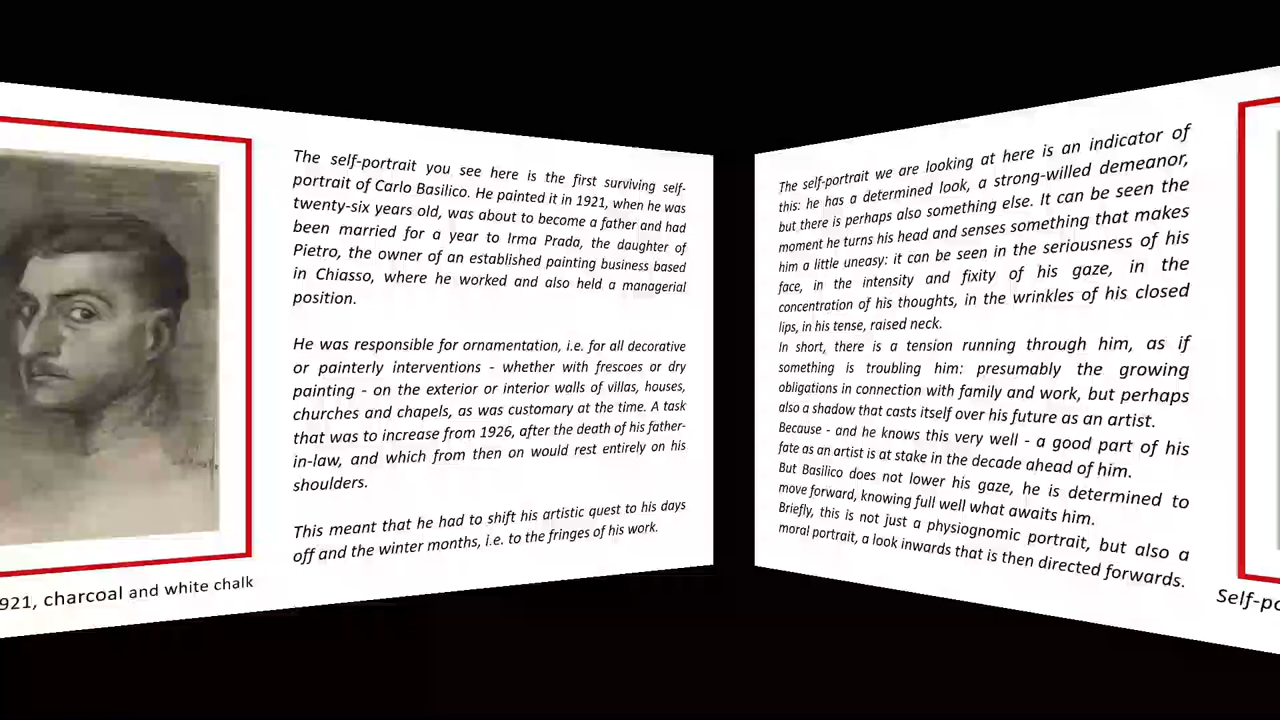 The self-portrait you see here is the first surviving self-
portrait of Carlo Basilico. He painted it in 1921, when he was
twenty-six years old, was about to become a father and had
been married for a year to Irma Prada, the daughter of
Pietro, the owner of an established painting business based
in Chiasso, where he worked and also held a managerial
position.
He was responsible for ornamentation, i.e. for all decorative
or painterly interventions - whether with frescoes or dry
painting - on the exterior or interior walls of villas, houses,
churches and chapels, as was customary at the time. A task
that was to increase from 1926, after the death of his father-
in-law, and which from then on would rest entirely on his
shoulders.
This meant that he had to shift his artistic quest to his days
off and the winter months, i.e. to the fringes of his work.
921, charcoal and white chalk
The self-portrait we are looking at here is an indicator of
this: he has a determined look, a strong-willed demeanor,
but there is perhaps also something else. It can be seen the
moment he turns his head and senses something that makes
him a little uneasy: it can be seen in the seriousness of his
face, in the intensity and fixity of his gaze, in the
concentration of his thoughts, in the wrinkles of his closed
lips, in his tense, raised neck.
In short, there is a tension running through him, as if
something is troubling him: presumably the growing
obligations in connection with family and work, but perhaps
also a shadow that casts itself over his future as an artist.
Because - and he knows this very well - a good part of his
fate as an artist is at stake in the decade ahead of him.
But Basilico does not lower his gaze, he is determined to
move forward, knowing full well what awaits him.
Briefly, this is not just a physiognomic portrait, but also a
moral portrait, a look inwards that is then directed forwards.
Self-po